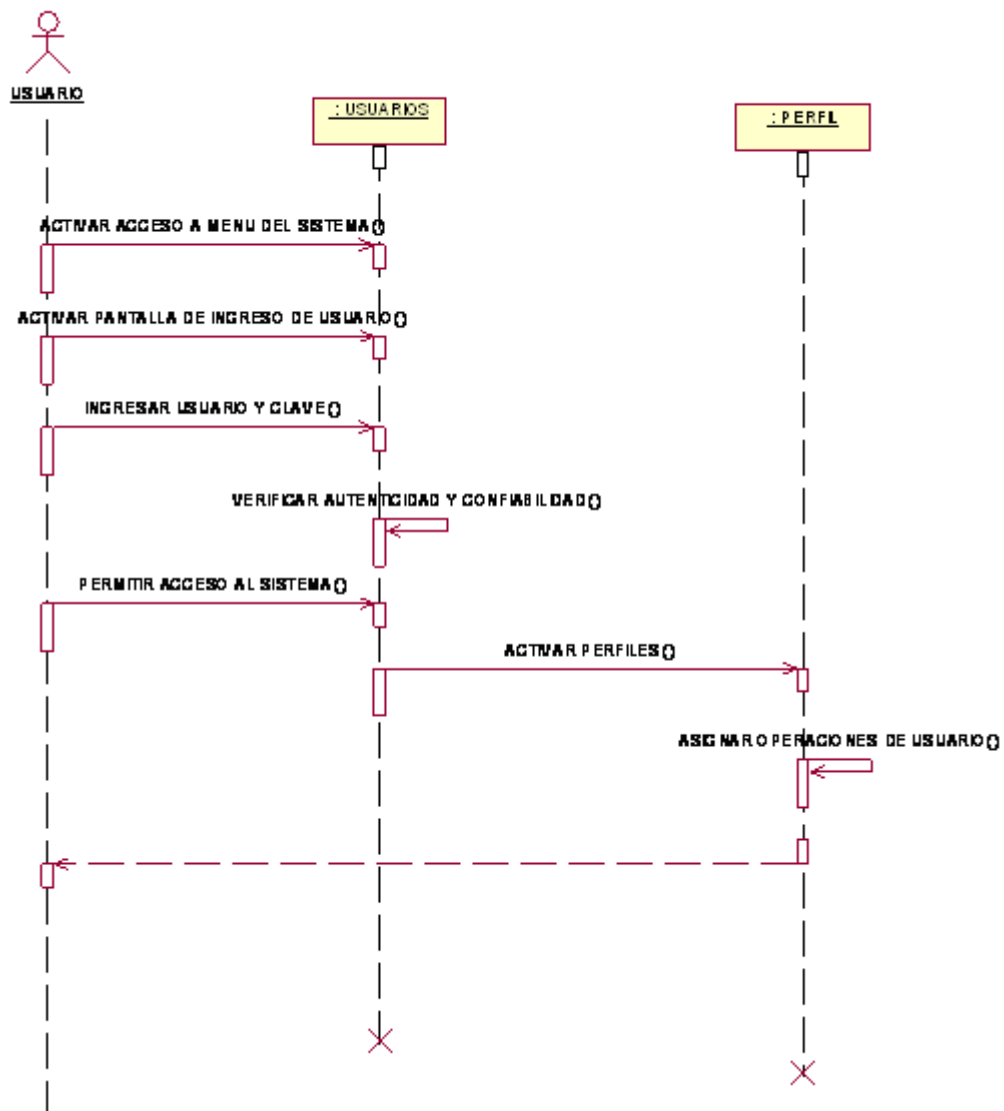 USUARIO
: USUARIOS
: PERFIL
ACTIVAR ACCESO A MENU DEL SISTEMA()
ACTIVAR PANTALLA DE INGRESO DE USUARIO()
INGRESAR USUARIO Y CLAVE()
VERIFICAR AUTENTICIDAD Y CONFIABILDAD()
PERMITIR ACCESO AL SISTEMA()
ACTIVAR PERFILES()
ASIGNAR OPERACIONES DE USUARIO()